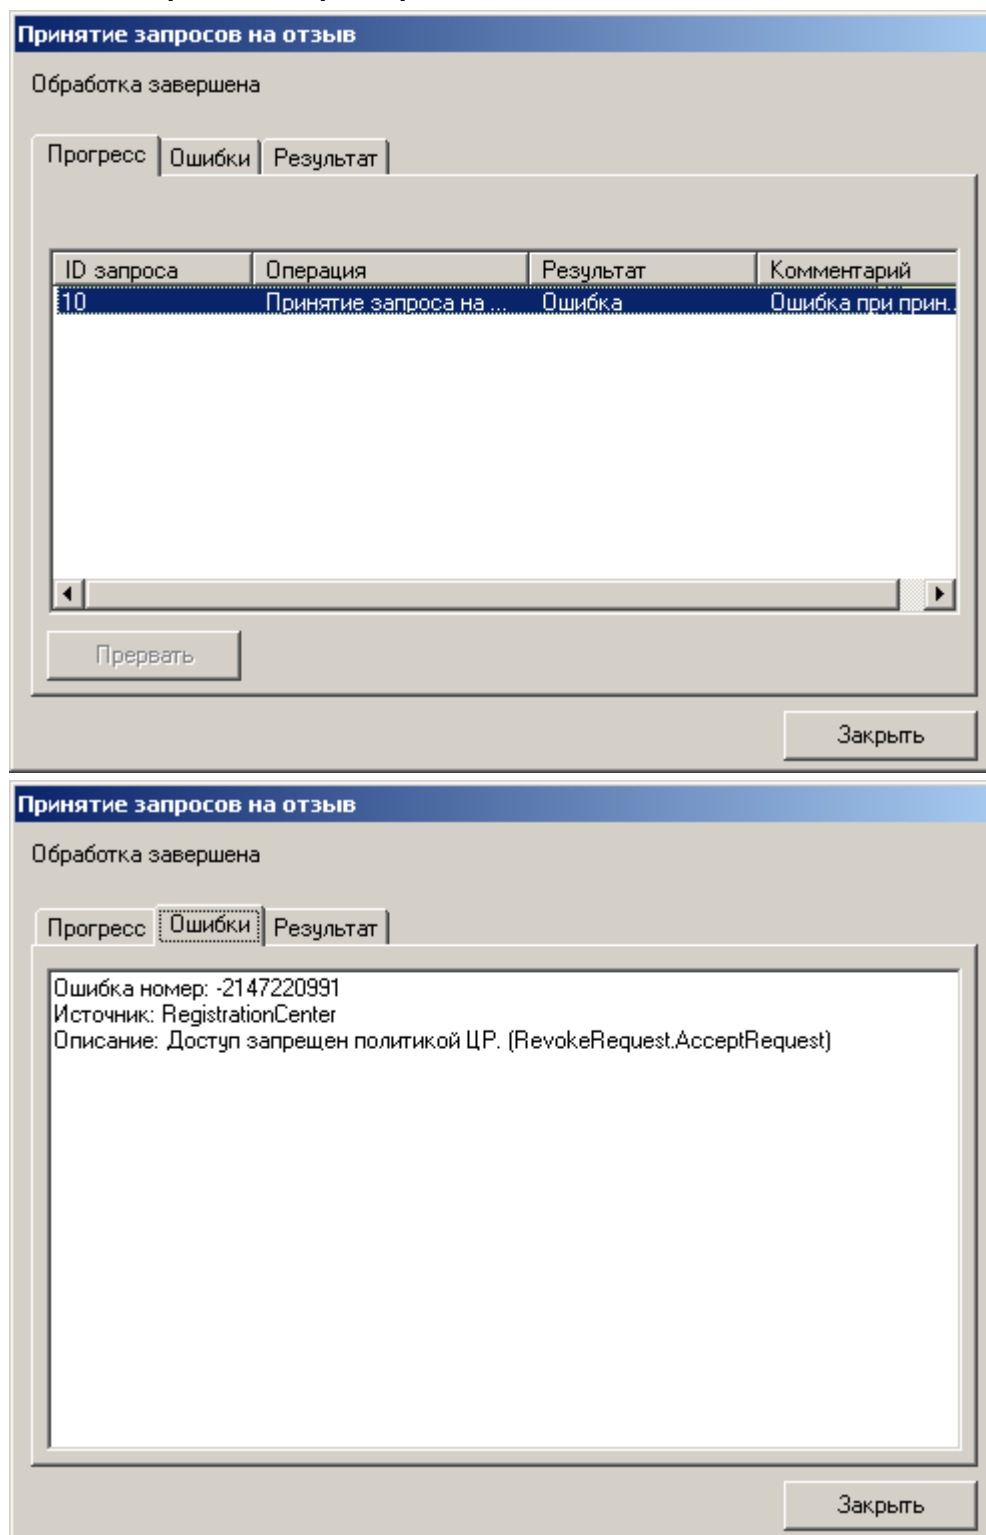 Принятие запросов на отзыв
Обработка завершена
Прогресс Ошибки Результат
ID запроса Операция Результат Комментарий
10 Принятие запроса на ... Ошибка Ошибка при прин..
Прервать
Закрыть
Принятие запросов на отзыв
Обработка завершена
Прогресс Ошибки Результат
Ошибка номер: -2147220991
Источник: RegistrationCenter
Описание: Доступ запрещен политикой ЦР. (RevokeRequest.AcceptRequest)
Закрыть